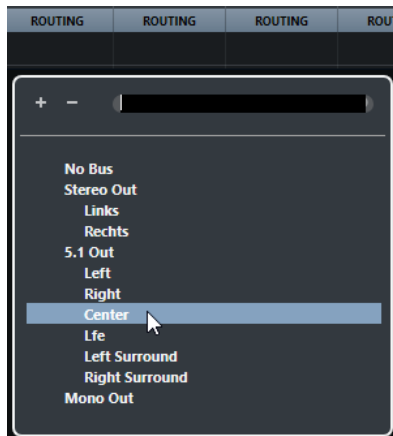 ROUTING ROUTING ROUTING ROU
No Bus
Stereo Out
Links
Rechts
5.1 Out
Left
Right
Center
Lfe
Left Surround
Right Surround
Mono Out